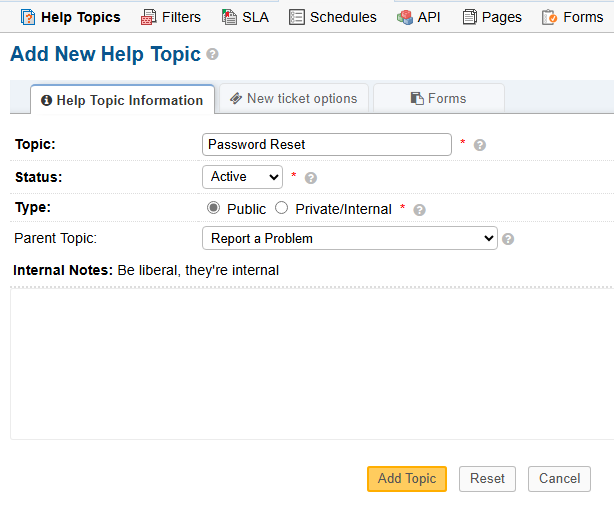 Help Topics Filters SLA Schedules API Pages Forms
Add New Help Topic ?
Help Topic Information New ticket options Forms
Topic: Password Reset * ?
Status: Active * ?
Type: Public Private/Internal * ?
Parent Topic: Report a Problem ?
Internal Notes: Be liberal, they're internal
Add Topic Reset Cancel